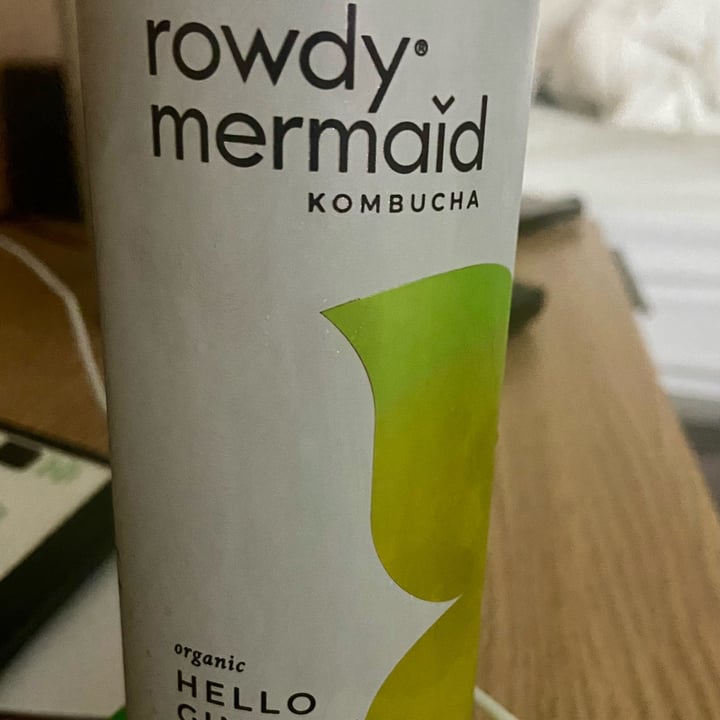 rowdy®
mermaid
KOMBUCHA
organic
HELLO